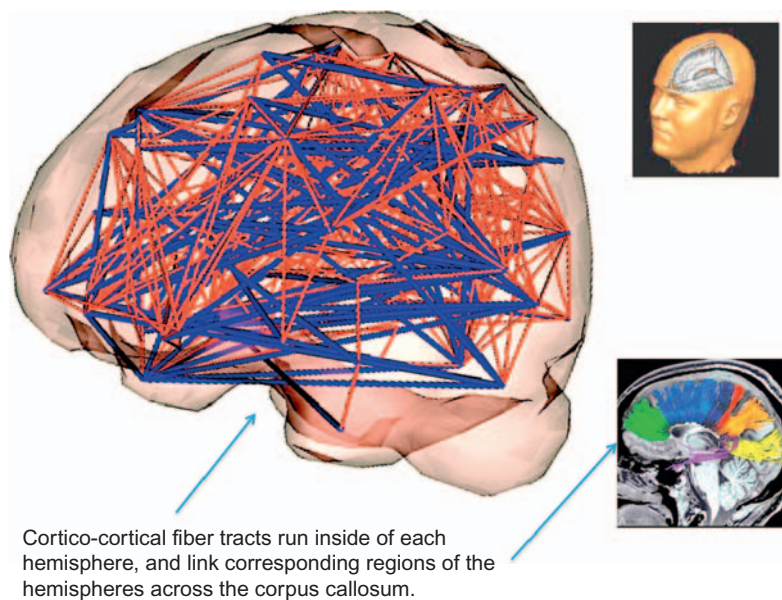 Cortico-cortical fiber tracts run inside of each
hemisphere, and link corresponding regions of the
hemispheres across the corpus callosum.